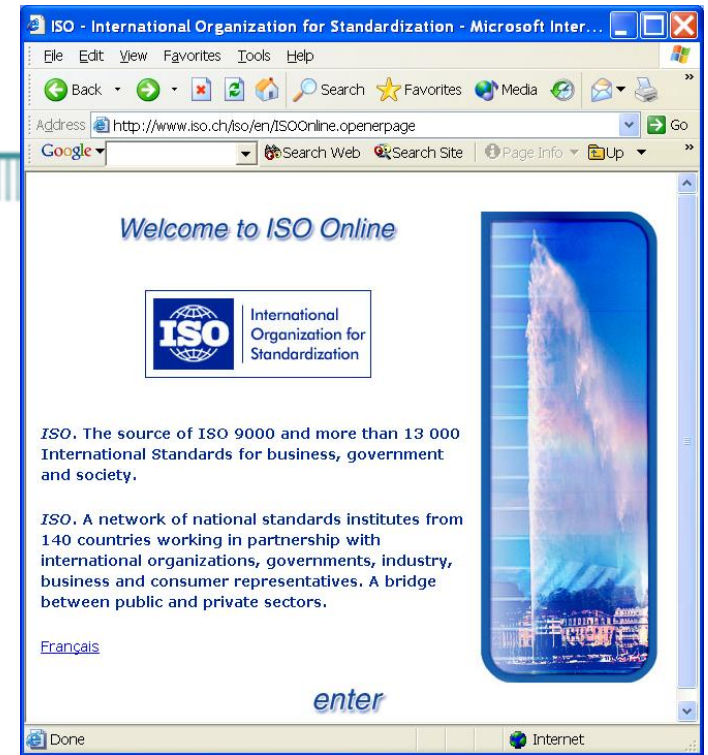 ISO - International Organization for Standardization - Microsoft Inter...
File Edit View Favorites Tools Help
Back Search Favorites Media »
Address http://www.iso.ch/iso/en/ISOOnline.openerpage Go
Google Search Web Search Site Page Info Up »
Welcome to ISO Online
ISO
International
Organization for
Standardization
ISO. The source of ISO 9000 and more than 13 000
International Standards for business, government
and society.
ISO. A network of national standards institutes from
140 countries working in partnership with
international organizations, governments, industry,
business and consumer representatives. A bridge
between public and private sectors.
Français
enter
Done Internet